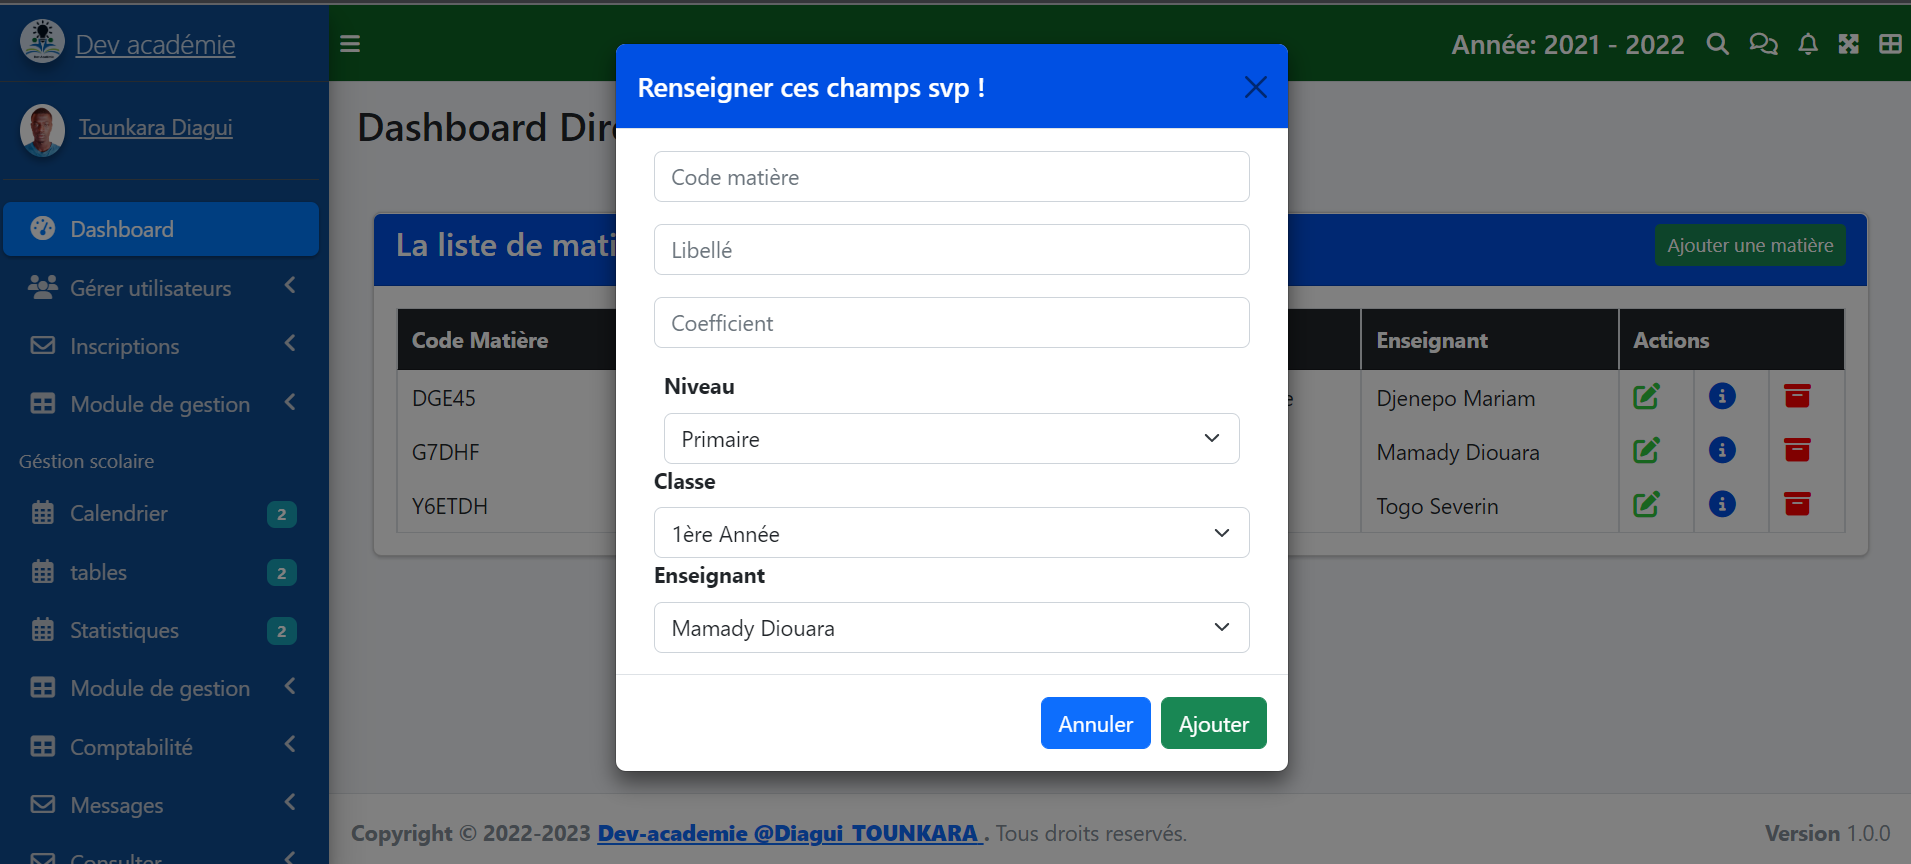 Dev académie
Tounkara Diagui
Dashboard
Gérer utilisateurs
Inscriptions
Module de gestion
Géstion scolaire
Calendrier 2
tables 2
Statistiques 2
Module de gestion
Comptabilité
Messages
Consulter
Année: 2021 - 2022
Dashboard
La liste de
Ajouter une matière
Code Matière Enseignant Actions
DGE45 Djenepo Mariam
G7DHF Mamady Diouara
Y6ETDH Togo Severin
Renseigner ces champs svp !
Code matière
Libellé
Coefficient
Niveau
Primaire
Classe
1ère Année
Enseignant
Mamady Diouara
Annuler Ajouter
Copyright © 2022-2023 Dev-academie @Diagui TOUNKARA . Tous droits reservés.
Version 1.0.0